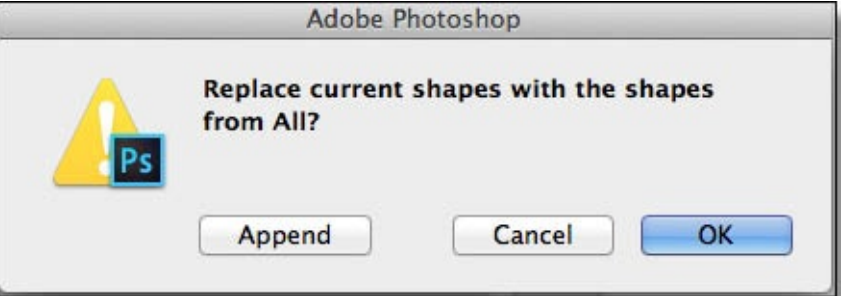 Adobe Photoshop
Replace current shapes with the shapes
from All?
Ps
Append Cancel OK